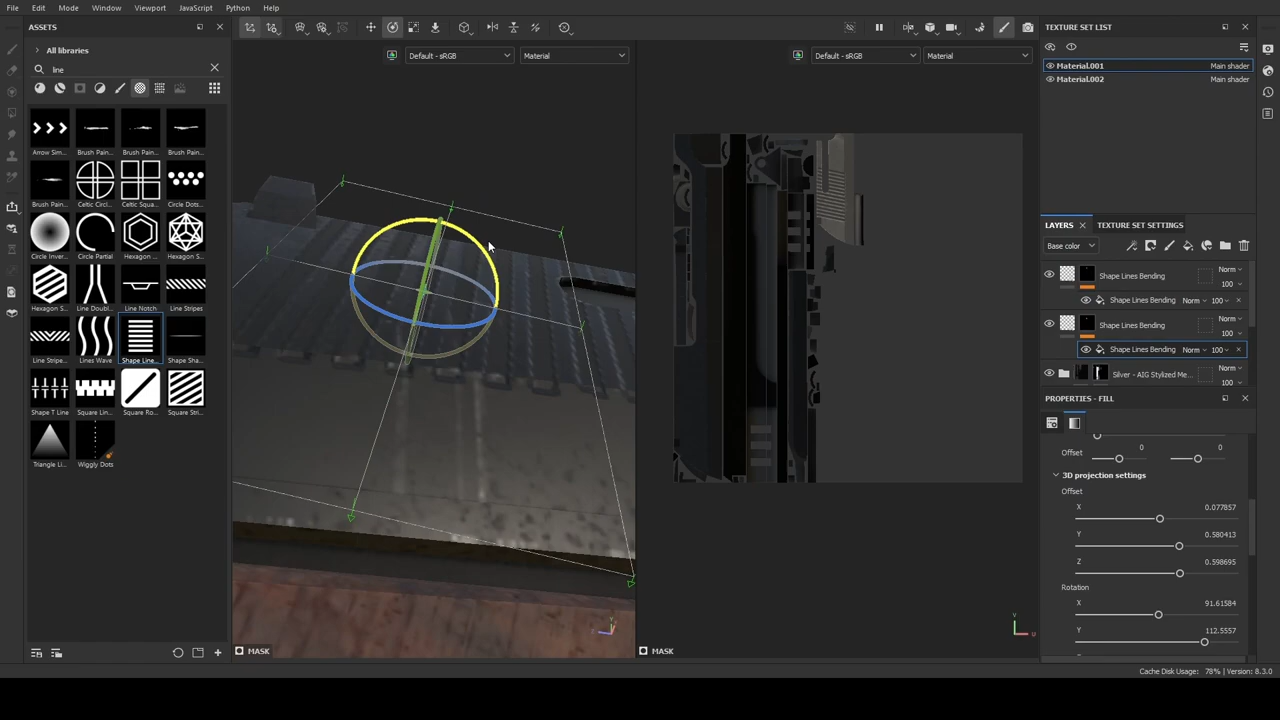 File Edit Mode Window Viewport JavaScript Python Help
ASSETS
All libraries
line
Arrow Sim...
Brush Pain...
Brush Pain...
Brush Pain...
Brush Pain...
Celtic Circl...
Celtic Squa...
Circle Dots...
Circle Inver...
Circle Partial
Hexagon ...
Hexagon S...
Hexagon S...
Line Doubl...
Line Notch
Line Stripes
Line Stripe...
Lines Wave
Shape Line...
Shape Sha...
Shape T Line
Square Lin...
Square Ro...
Square Stri...
Triangle Li...
Wiggly Dots
Default - sRGB
Material
MASK
Default - sRGB
Material
MASK
TEXTURE SET LIST
Material.001 Main shader
Material.002 Main shader
LAYERS
TEXTURE SET SETTINGS
Base color
Shape Lines Bending Norm
100
Shape Lines Bending Norm 100
Shape Lines Bending Norm
100
Shape Lines Bending Norm 100
Silver - AIG Stylized Me... Norm
100
PROPERTIES - FILL
Offset 0 0
3D projection settings
Offset
X 0.077857
Y 0.580413
Z 0.598695
Rotation
X 91.61584
Y 112.5557
Cache Disk Usage: 78% | Version: 8.3.0